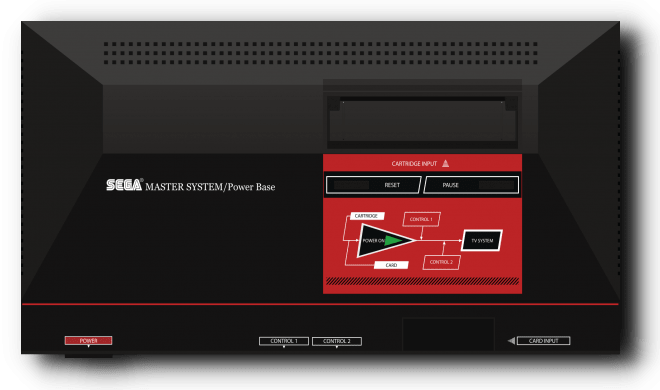 CARTRIDGE INPUT
SEGA® MASTER SYSTEM/Power Base
RESET
PAUSE
CARTRIDGE
CONTROL 1
POWER ON
TV SYSTEM
CARD
CONTROL 2
POWER
CONTROL 1
CONTROL 2
CARD INPUT